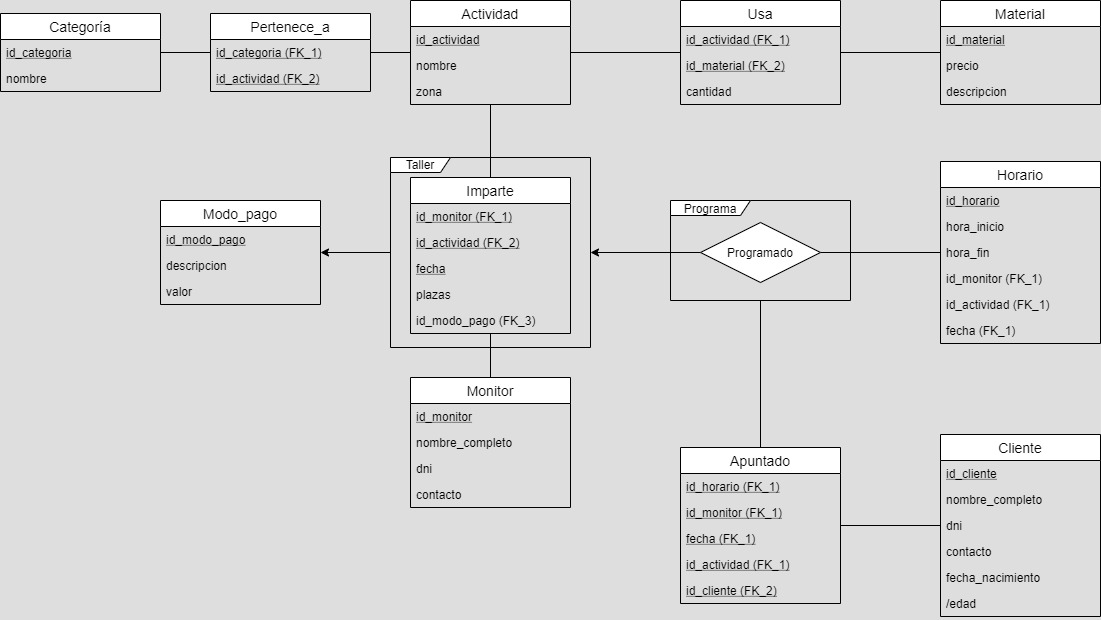 Categoría
id_categoria
nombre
Pertenece_a
id_categoria (FK_1)
id_actividad (FK_2)
Actividad
id_actividad
nombre
zona
Usa
id_actividad (FK_1)
id_material (FK_2)
cantidad
Material
id_material
precio
descripcion
Modo_pago
id_modo_pago
descripcion
valor
Taller
Imparte
id_monitor (FK_1)
id_actividad (FK_2)
fecha
plazas
id_modo_pago (FK_3)
Programa
Programado
Horario
id_horario
hora_inicio
hora_fin
id_monitor (FK_1)
id_actividad (FK_1)
fecha (FK_1)
Monitor
id_monitor
nombre_completo
dni
contacto
Apuntado
id_horario (FK_1)
id_monitor (FK_1)
fecha (FK_1)
id_actividad (FK_1)
id_cliente (FK_2)
Cliente
id_cliente
nombre_completo
dni
contacto
fecha_nacimiento
/edad